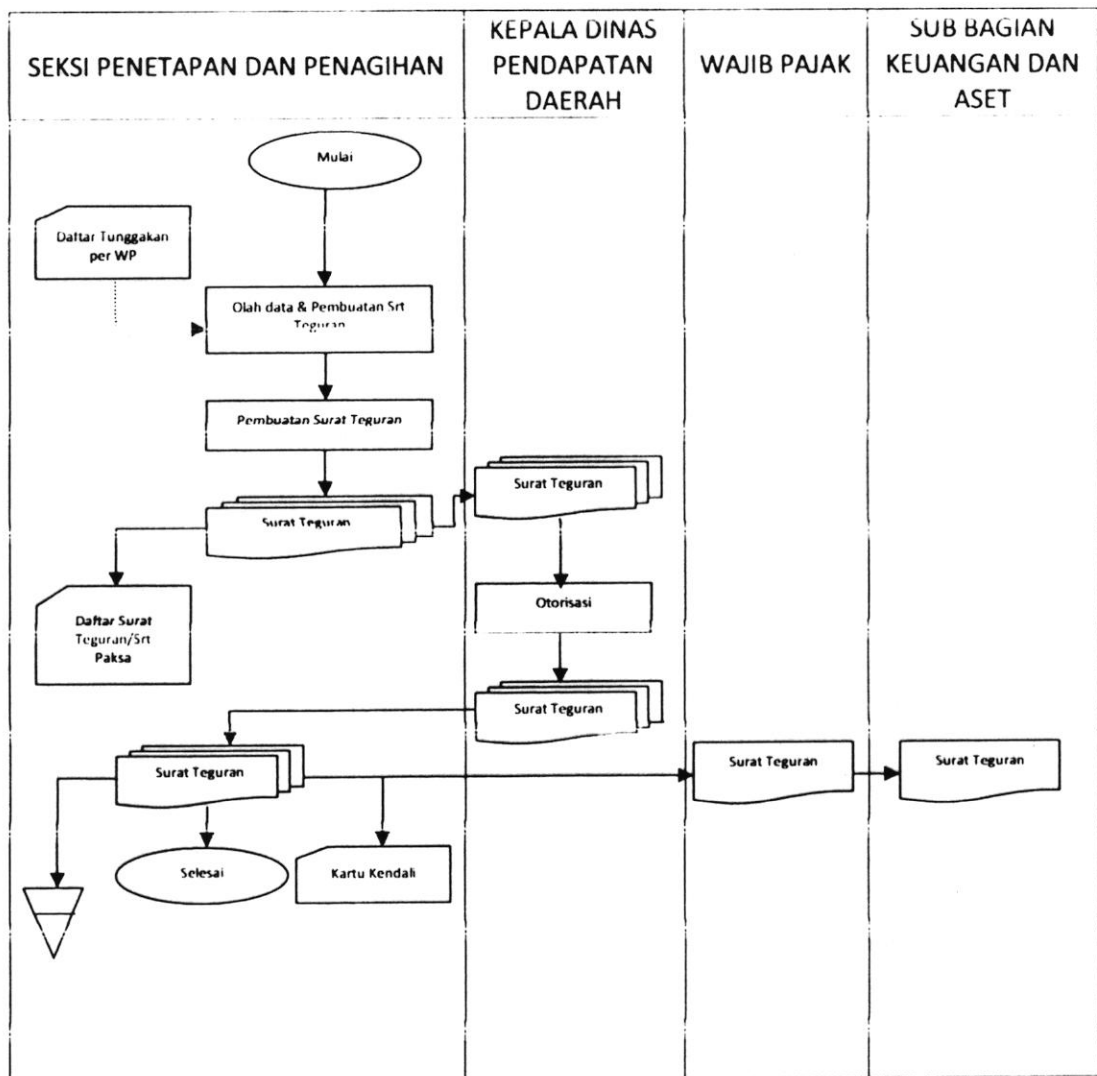 SEKSI PENETAPAN DAN PENAGIHAN
KEPALA DINAS
PENDAPATAN
DAERAH
WAJIB PAJAK
SUB BAGIAN
KEUANGAN DAN
ASET
Mulai
Daftar Tunggakan
per WP
Olah data & Pembuatan Srt
Teguran
Pembuatan Surat Teguran
Surat Teguran
Surat Teguran
Daftar Surat
Teguran/Srt
Paksa
Otorisasi
Surat Teguran
Surat Teguran
Surat Teguran
Surat Teguran
Selesai
Kartu Kendali